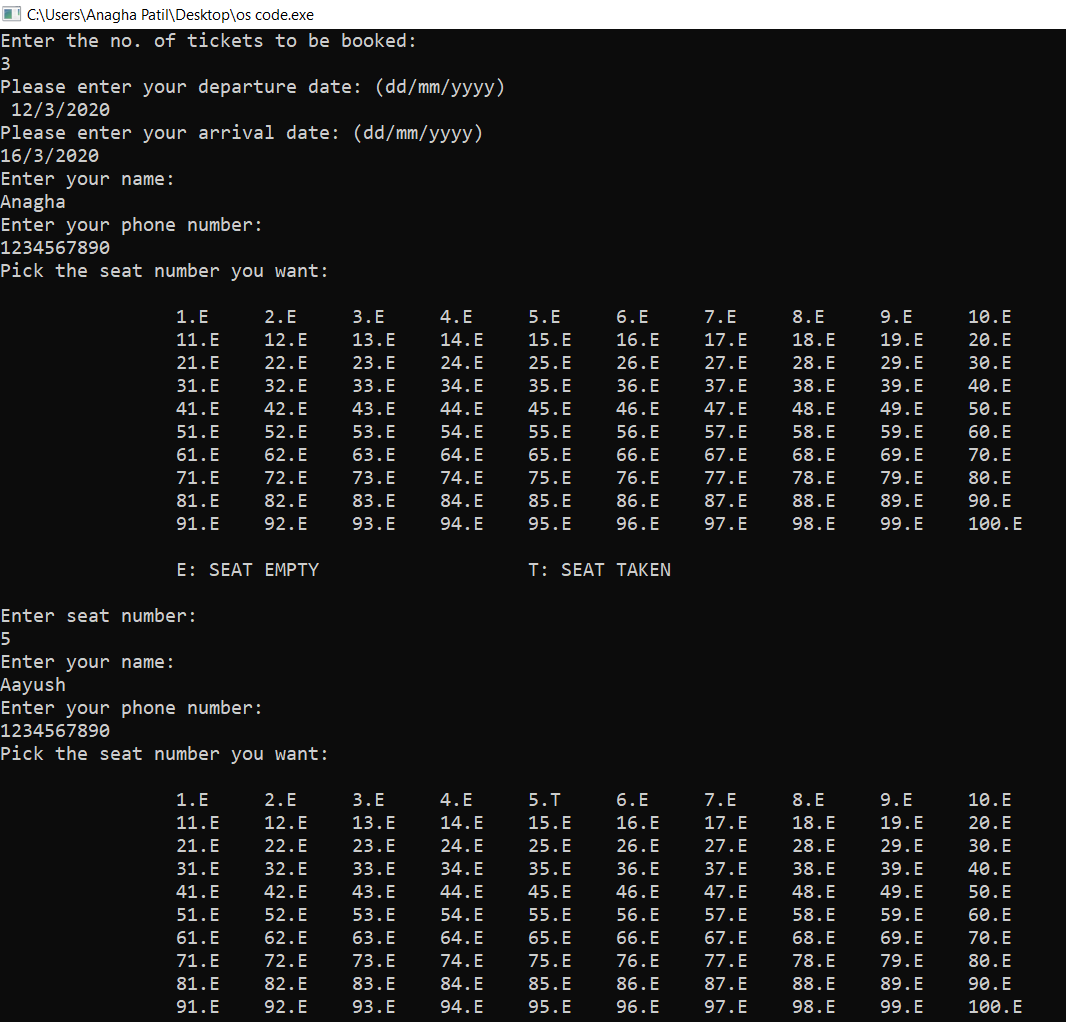 C:\Users\Anagha Patil\Desktop\os code.exe
Enter the no. of tickets to be booked:
3
Please enter your departure date: (dd/mm/yyyy)
 12/3/2020
Please enter your arrival date: (dd/mm/yyyy)
16/3/2020
Enter your name:
Anagha
Enter your phone number:
1234567890
Pick the seat number you want:
1.E 2.E 3.E 4.E 5.E 6.E 7.E 8.E 9.E 10.E
11.E 12.E 13.E 14.E 15.E 16.E 17.E 18.E 19.E 20.E
21.E 22.E 23.E 24.E 25.E 26.E 27.E 28.E 29.E 30.E
31.E 32.E 33.E 34.E 35.E 36.E 37.E 38.E 39.E 40.E
41.E 42.E 43.E 44.E 45.E 46.E 47.E 48.E 49.E 50.E
51.E 52.E 53.E 54.E 55.E 56.E 57.E 58.E 59.E 60.E
61.E 62.E 63.E 64.E 65.E 66.E 67.E 68.E 69.E 70.E
71.E 72.E 73.E 74.E 75.E 76.E 77.E 78.E 79.E 80.E
81.E 82.E 83.E 84.E 85.E 86.E 87.E 88.E 89.E 90.E
91.E 92.E 93.E 94.E 95.E 96.E 97.E 98.E 99.E 100.E
E: SEAT EMPTY T: SEAT TAKEN
Enter seat number:
5
Enter your name:
Aayush
Enter your phone number:
1234567890
Pick the seat number you want:
1.E 2.E 3.E 4.E 5.T 6.E 7.E 8.E 9.E 10.E
11.E 12.E 13.E 14.E 15.E 16.E 17.E 18.E 19.E 20.E
21.E 22.E 23.E 24.E 25.E 26.E 27.E 28.E 29.E 30.E
31.E 32.E 33.E 34.E 35.E 36.E 37.E 38.E 39.E 40.E
41.E 42.E 43.E 44.E 45.E 46.E 47.E 48.E 49.E 50.E
51.E 52.E 53.E 54.E 55.E 56.E 57.E 58.E 59.E 60.E
61.E 62.E 63.E 64.E 65.E 66.E 67.E 68.E 69.E 70.E
71.E 72.E 73.E 74.E 75.E 76.E 77.E 78.E 79.E 80.E
81.E 82.E 83.E 84.E 85.E 86.E 87.E 88.E 89.E 90.E
91.E 92.E 93.E 94.E 95.E 96.E 97.E 98.E 99.E 100.E